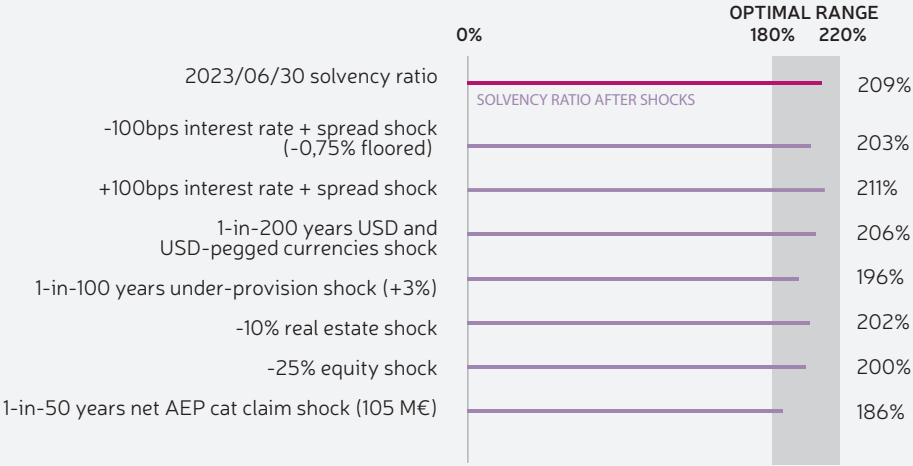 OPTIMAL RANGE
0% 180% 220%
2023/06/30 solvency ratio 209%
SOLVENCY RATIO AFTER SHOCKS
-100bps interest rate + spread shock
(-0,75% floored) 203%
+100bps interest rate + spread shock 211%
1-in-200 years USD and
USD-pegged currencies shock 206%
1-in-100 years under-provision shock (+3%) 196%
-10% real estate shock 202%
-25% equity shock 200%
1-in-50 years net AEP cat claim shock (105 M€) 186%